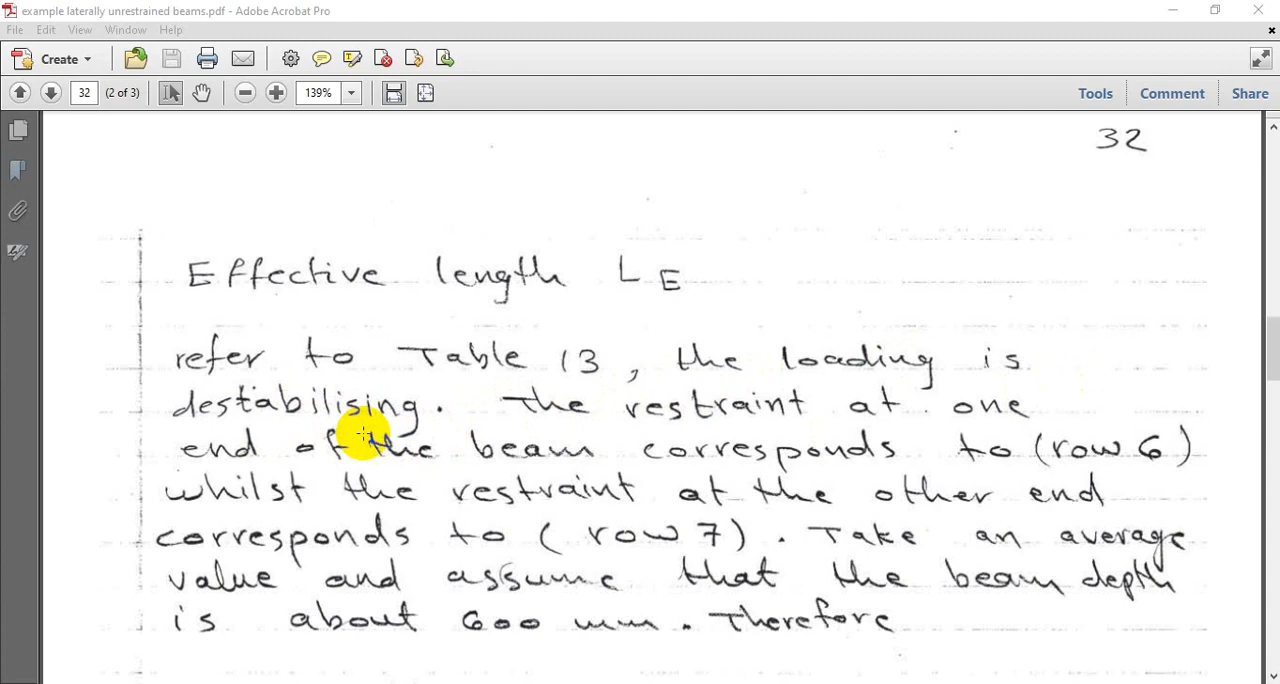 example laterally unrestrained beams.pdf - Adobe Acrobat Pro
File Edit View Window Help
Create
32 (2 of 3) 139% Tools Comment Share
32
Effective length LE
refer to Table 13, the loading is
destabilising. The restraint at one
end of the beam corresponds to (row 6)
whilst the restraint at the other end
corresponds to (row 7). Take an average
value and assume that the beam depth
is about 600 mm. Therefore